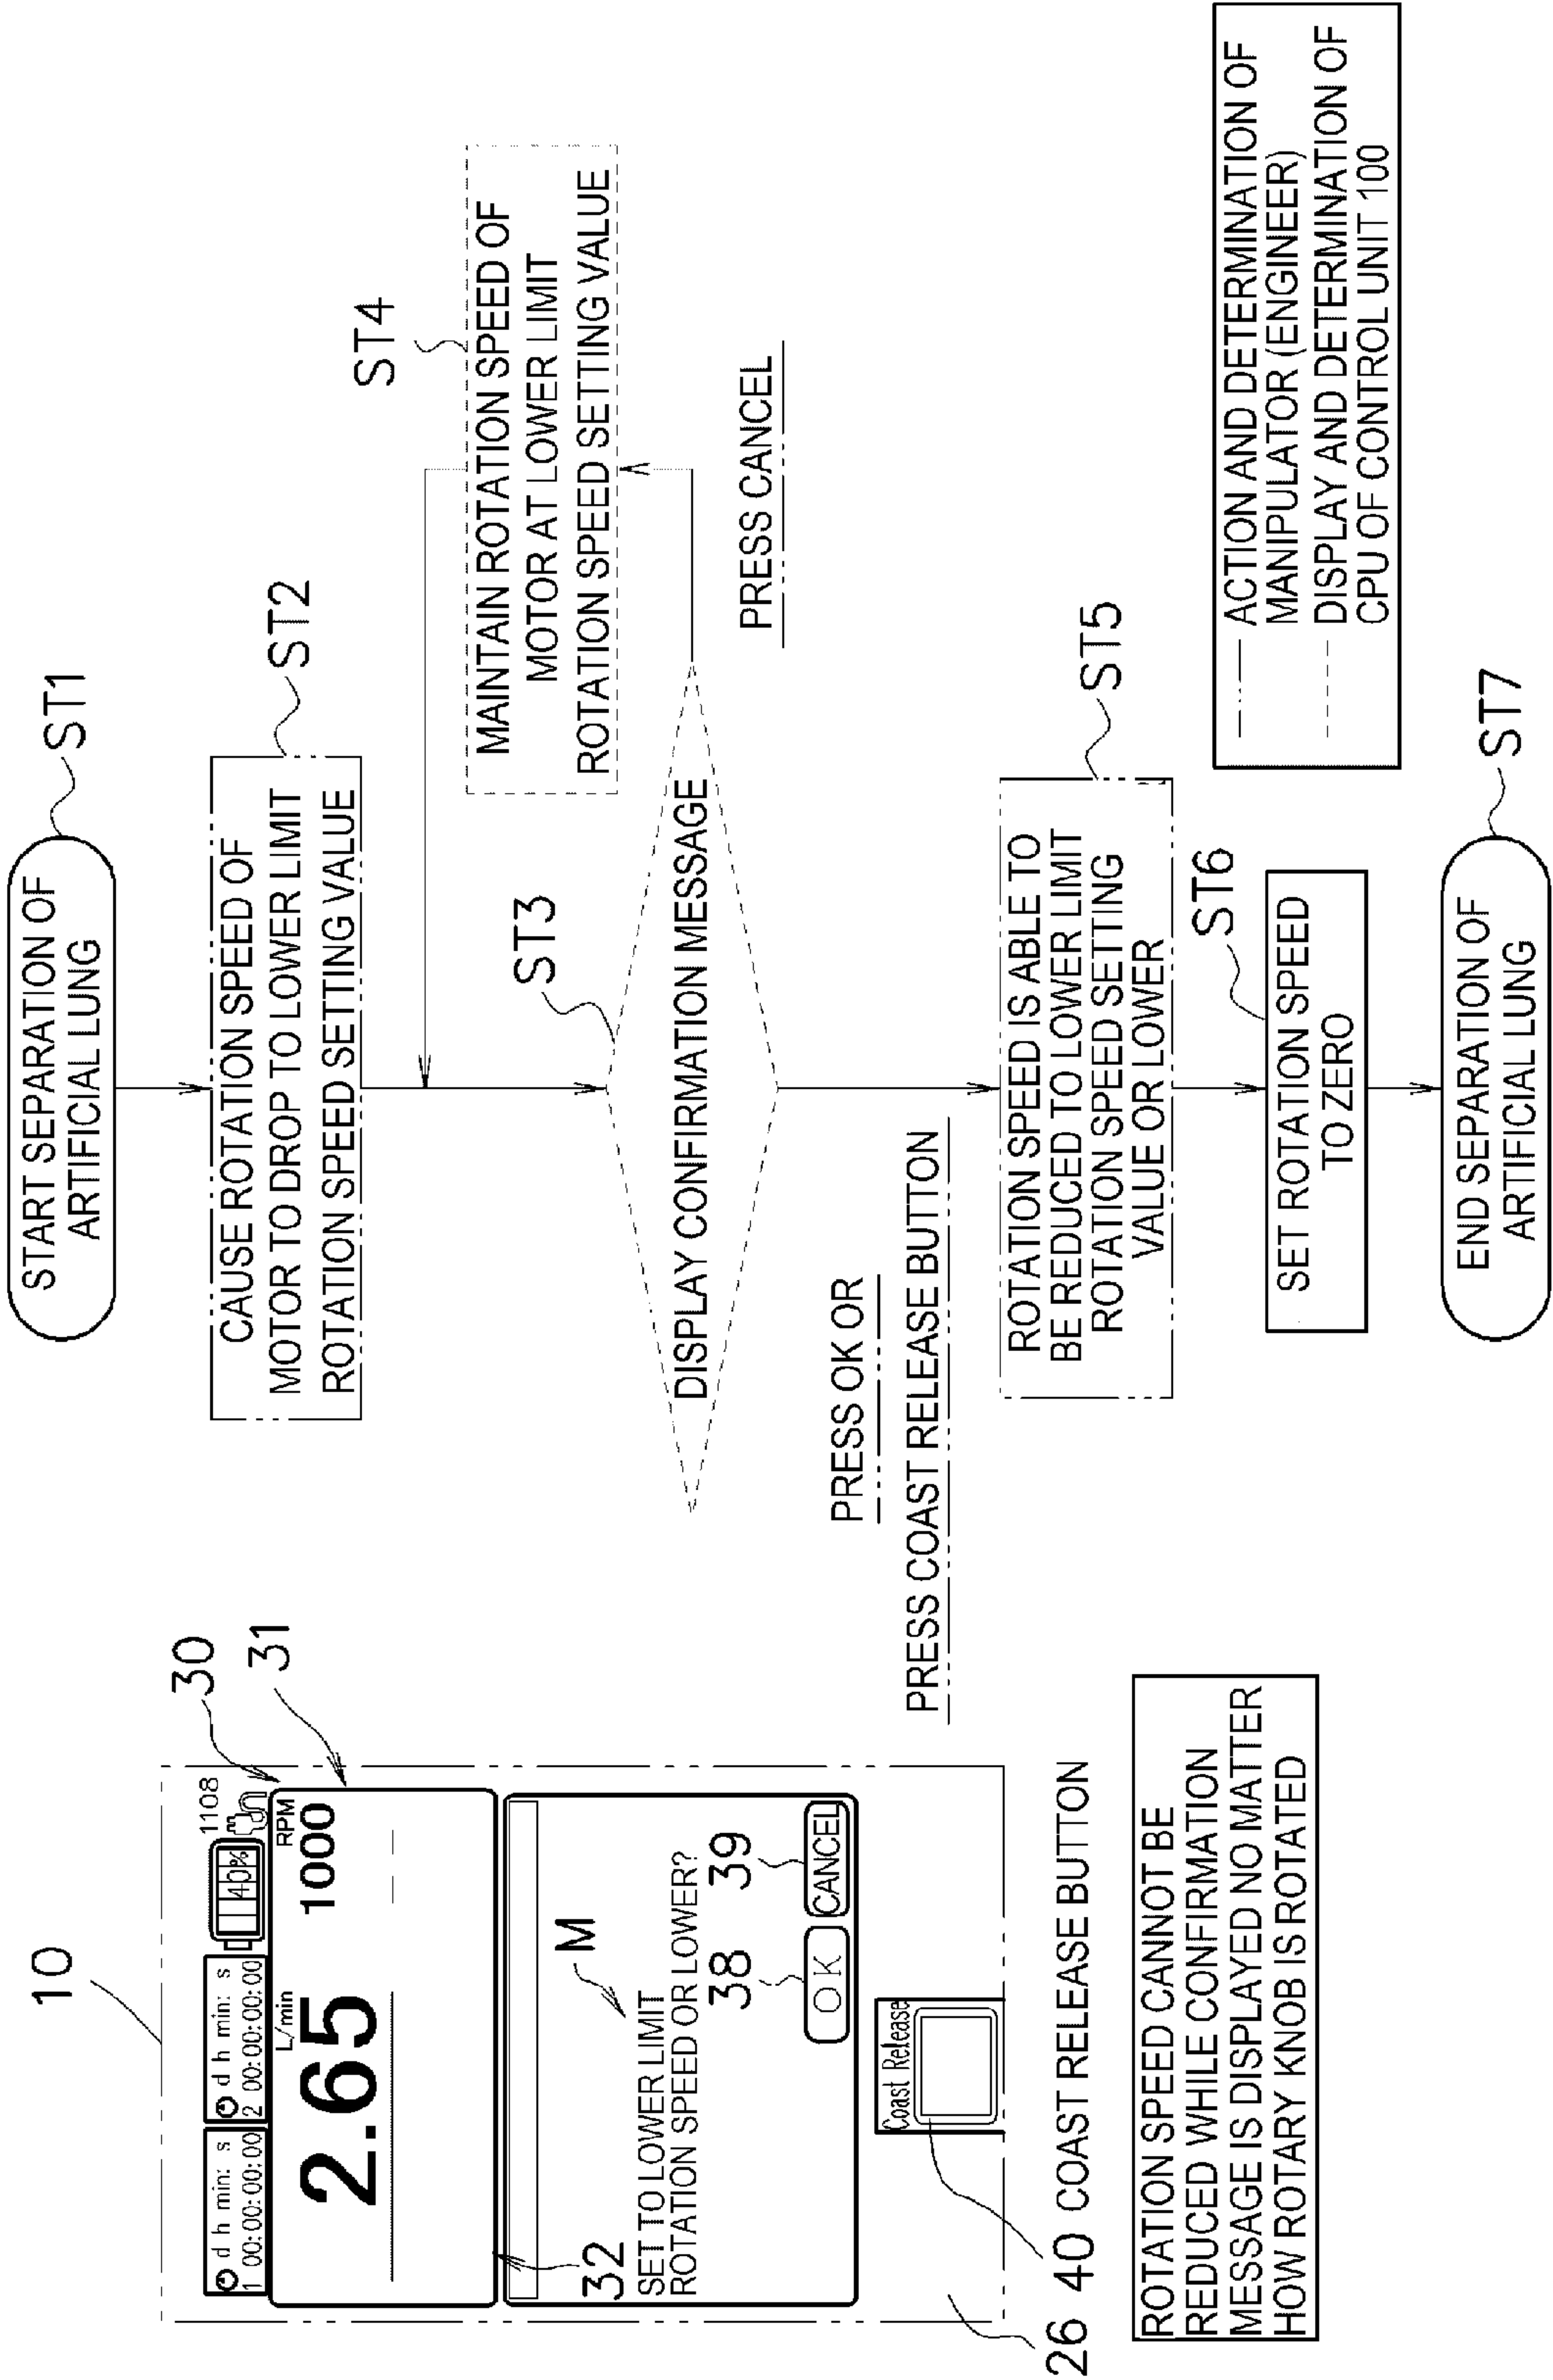 10
30
31
1 d h min: s
00:00:00:00
2 d h min: s
00:00:00:00
40%
1108
L/min
RPM
2.65
1000
32
M
SET TO LOWER LIMIT
ROTATION SPEED OR LOWER?
38
39
OK
CANCEL
Coast Release
26
40 COAST RELEASE BUTTON
ROTATION SPEED CANNOT BE
REDUCED WHILE CONFIRMATION
MESSAGE IS DISPLAYED NO MATTER
HOW ROTARY KNOB IS ROTATED
START SEPARATION OF
ARTIFICIAL LUNG
ST1
CAUSE ROTATION SPEED OF
MOTOR TO DROP TO LOWER LIMIT
ROTATION SPEED SETTING VALUE
ST2
ST3
DISPLAY CONFIRMATION MESSAGE
ST4
MAINTAIN ROTATION SPEED OF
MOTOR AT LOWER LIMIT
ROTATION SPEED SETTING VALUE
PRESS CANCEL
PRESS OK OR
PRESS COAST RELEASE BUTTON
ROTATION SPEED IS ABLE TO
BE REDUCED TO LOWER LIMIT
ROTATION SPEED SETTING
VALUE OR LOWER
ST5
ST6
SET ROTATION SPEED
TO ZERO
END SEPARATION OF
ARTIFICIAL LUNG
ST7
ACTION AND DETERMINATION OF
MANIPULATOR (ENGINEER)
DISPLAY AND DETERMINATION OF
CPU OF CONTROL UNIT 100